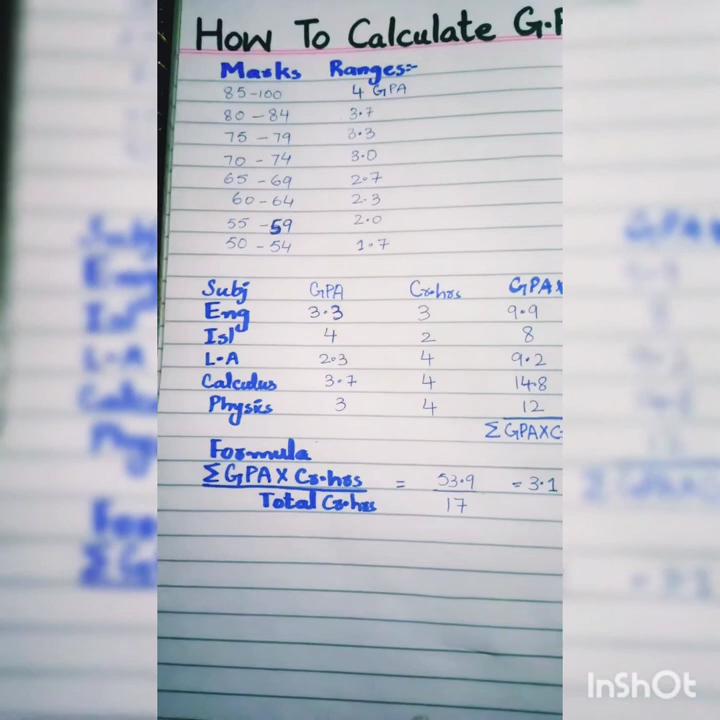 How To Calculate G.P
Marks Ranges:-
85-100 4 GPA
80 - 84 3.7
75 - 79 3.3
70 - 74 3.0
65 - 69 2.7
60 - 64 2.3
55 - 59 2.0
50 - 54 1.7
Subj GPA Cr.hrs GPAX
Eng 3.3 3 9.9
Isl 4 2 8
L.A 2.3 4 9.2
Calculus 3.7 4 14.8
Physics 3 4 12
ΣGPAXC
Formula
ΣGPA X Cr.hrs = 53.9 = 3.1
Total Cr.hrs 17
InShOt